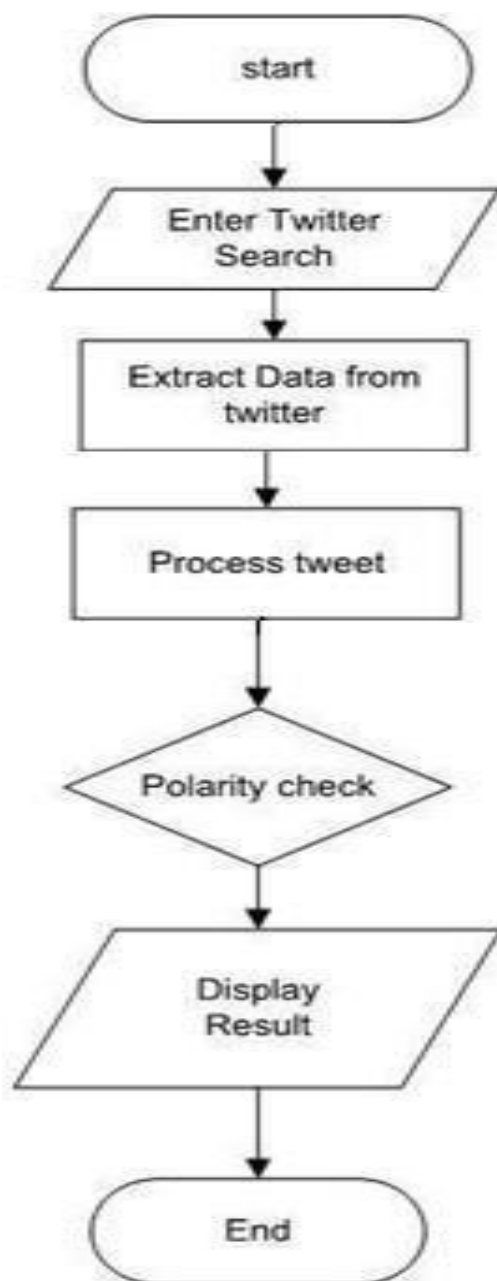 start
Enter Twitter
Search
Extract Data from
twitter
Process tweet
Polarity check
Display
Result
End